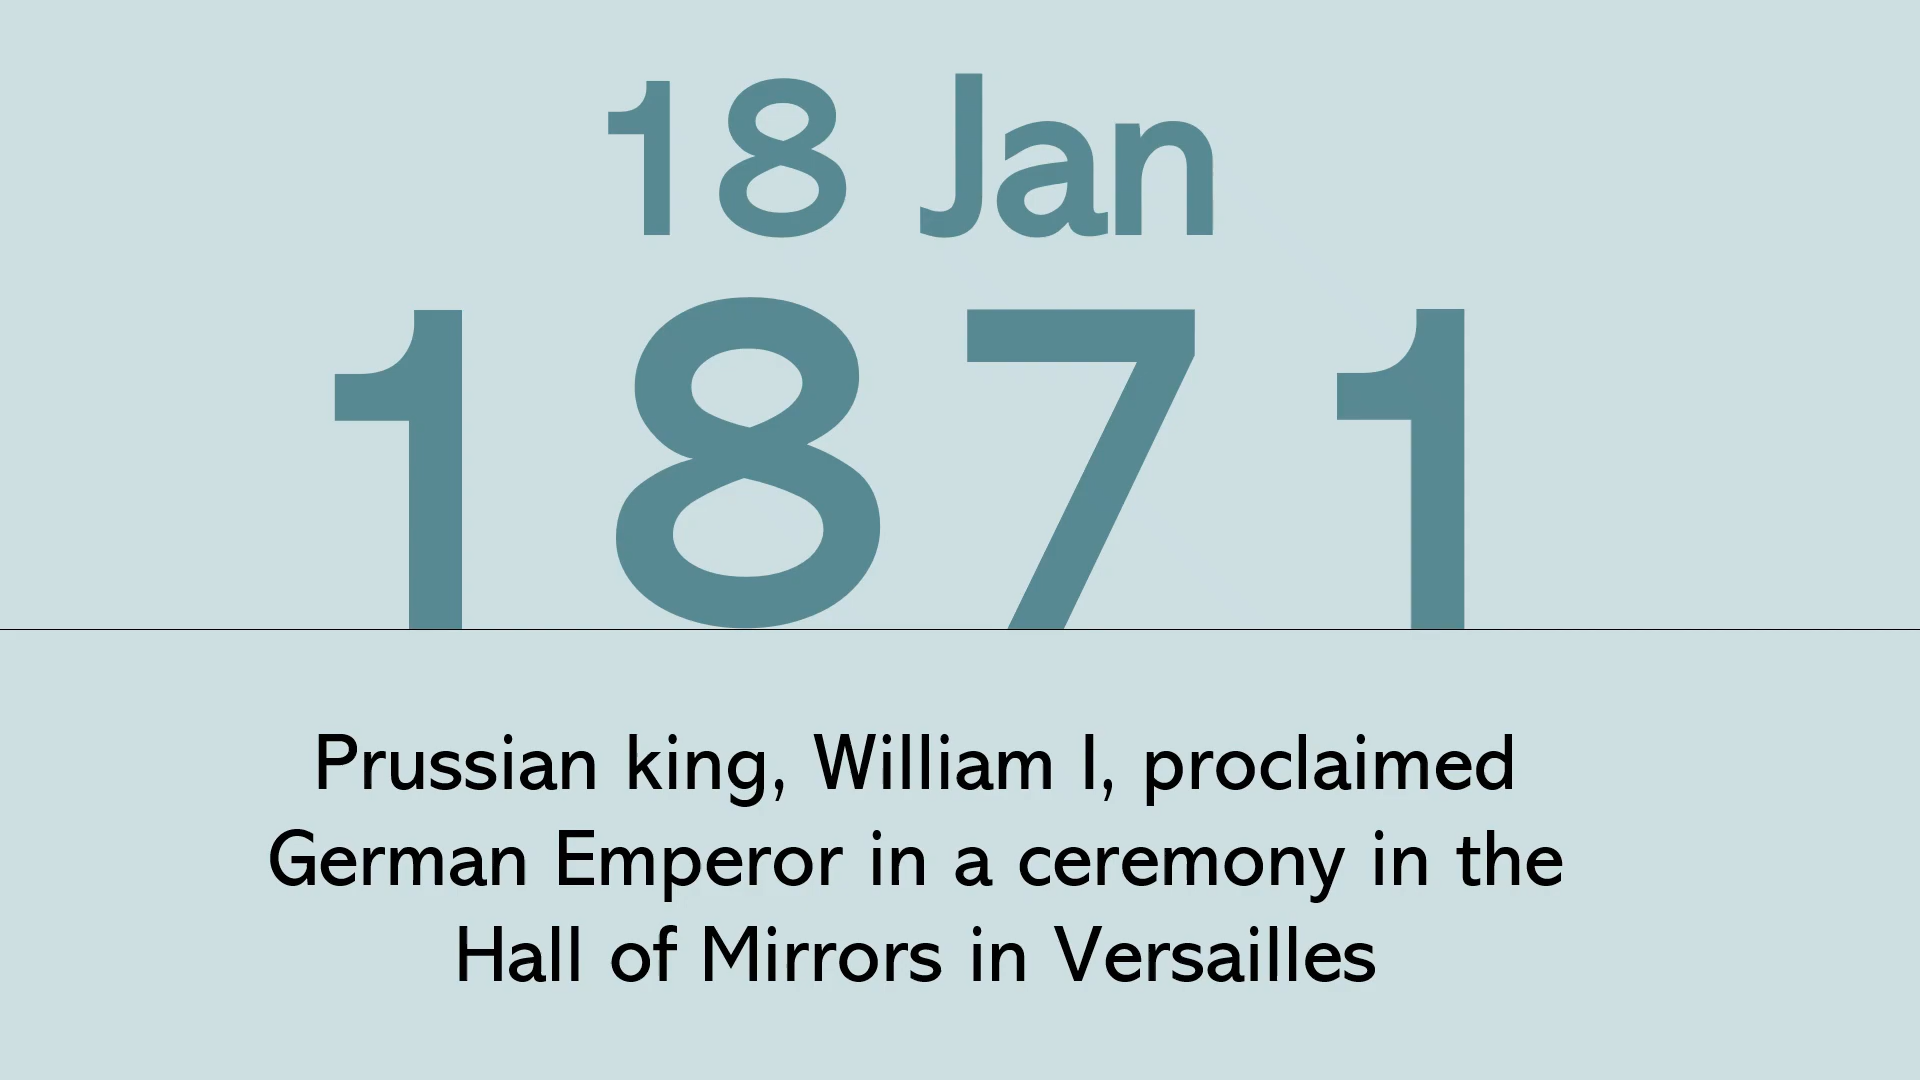 18 Jan
1871
Prussian king, William I, proclaimed
German Emperor in a ceremony in the
Hall of Mirrors in Versailles